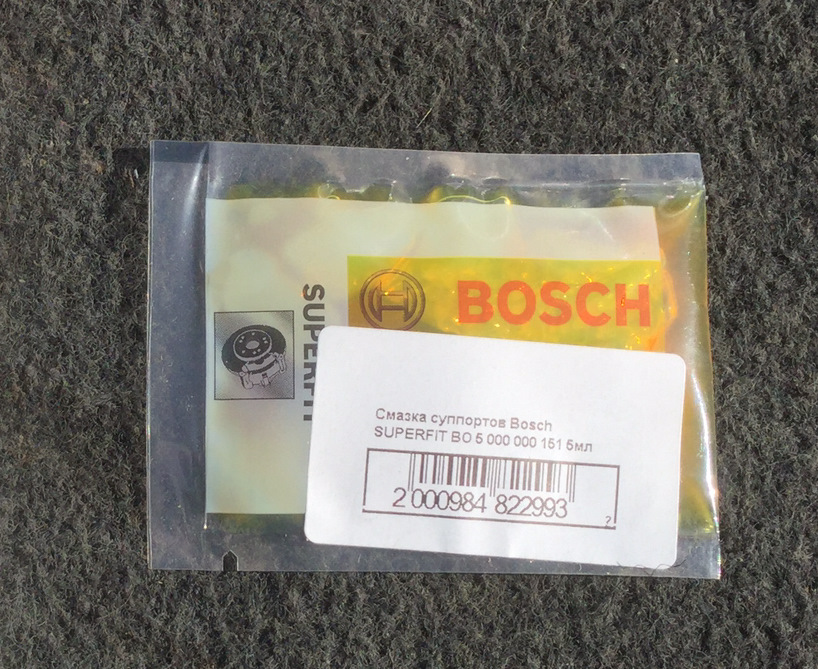 BOSCH
SUPERFIT
Смазка суппортов Bosch
SUPERFIT BO 5 000 000 151 5мл
2 000984 822993